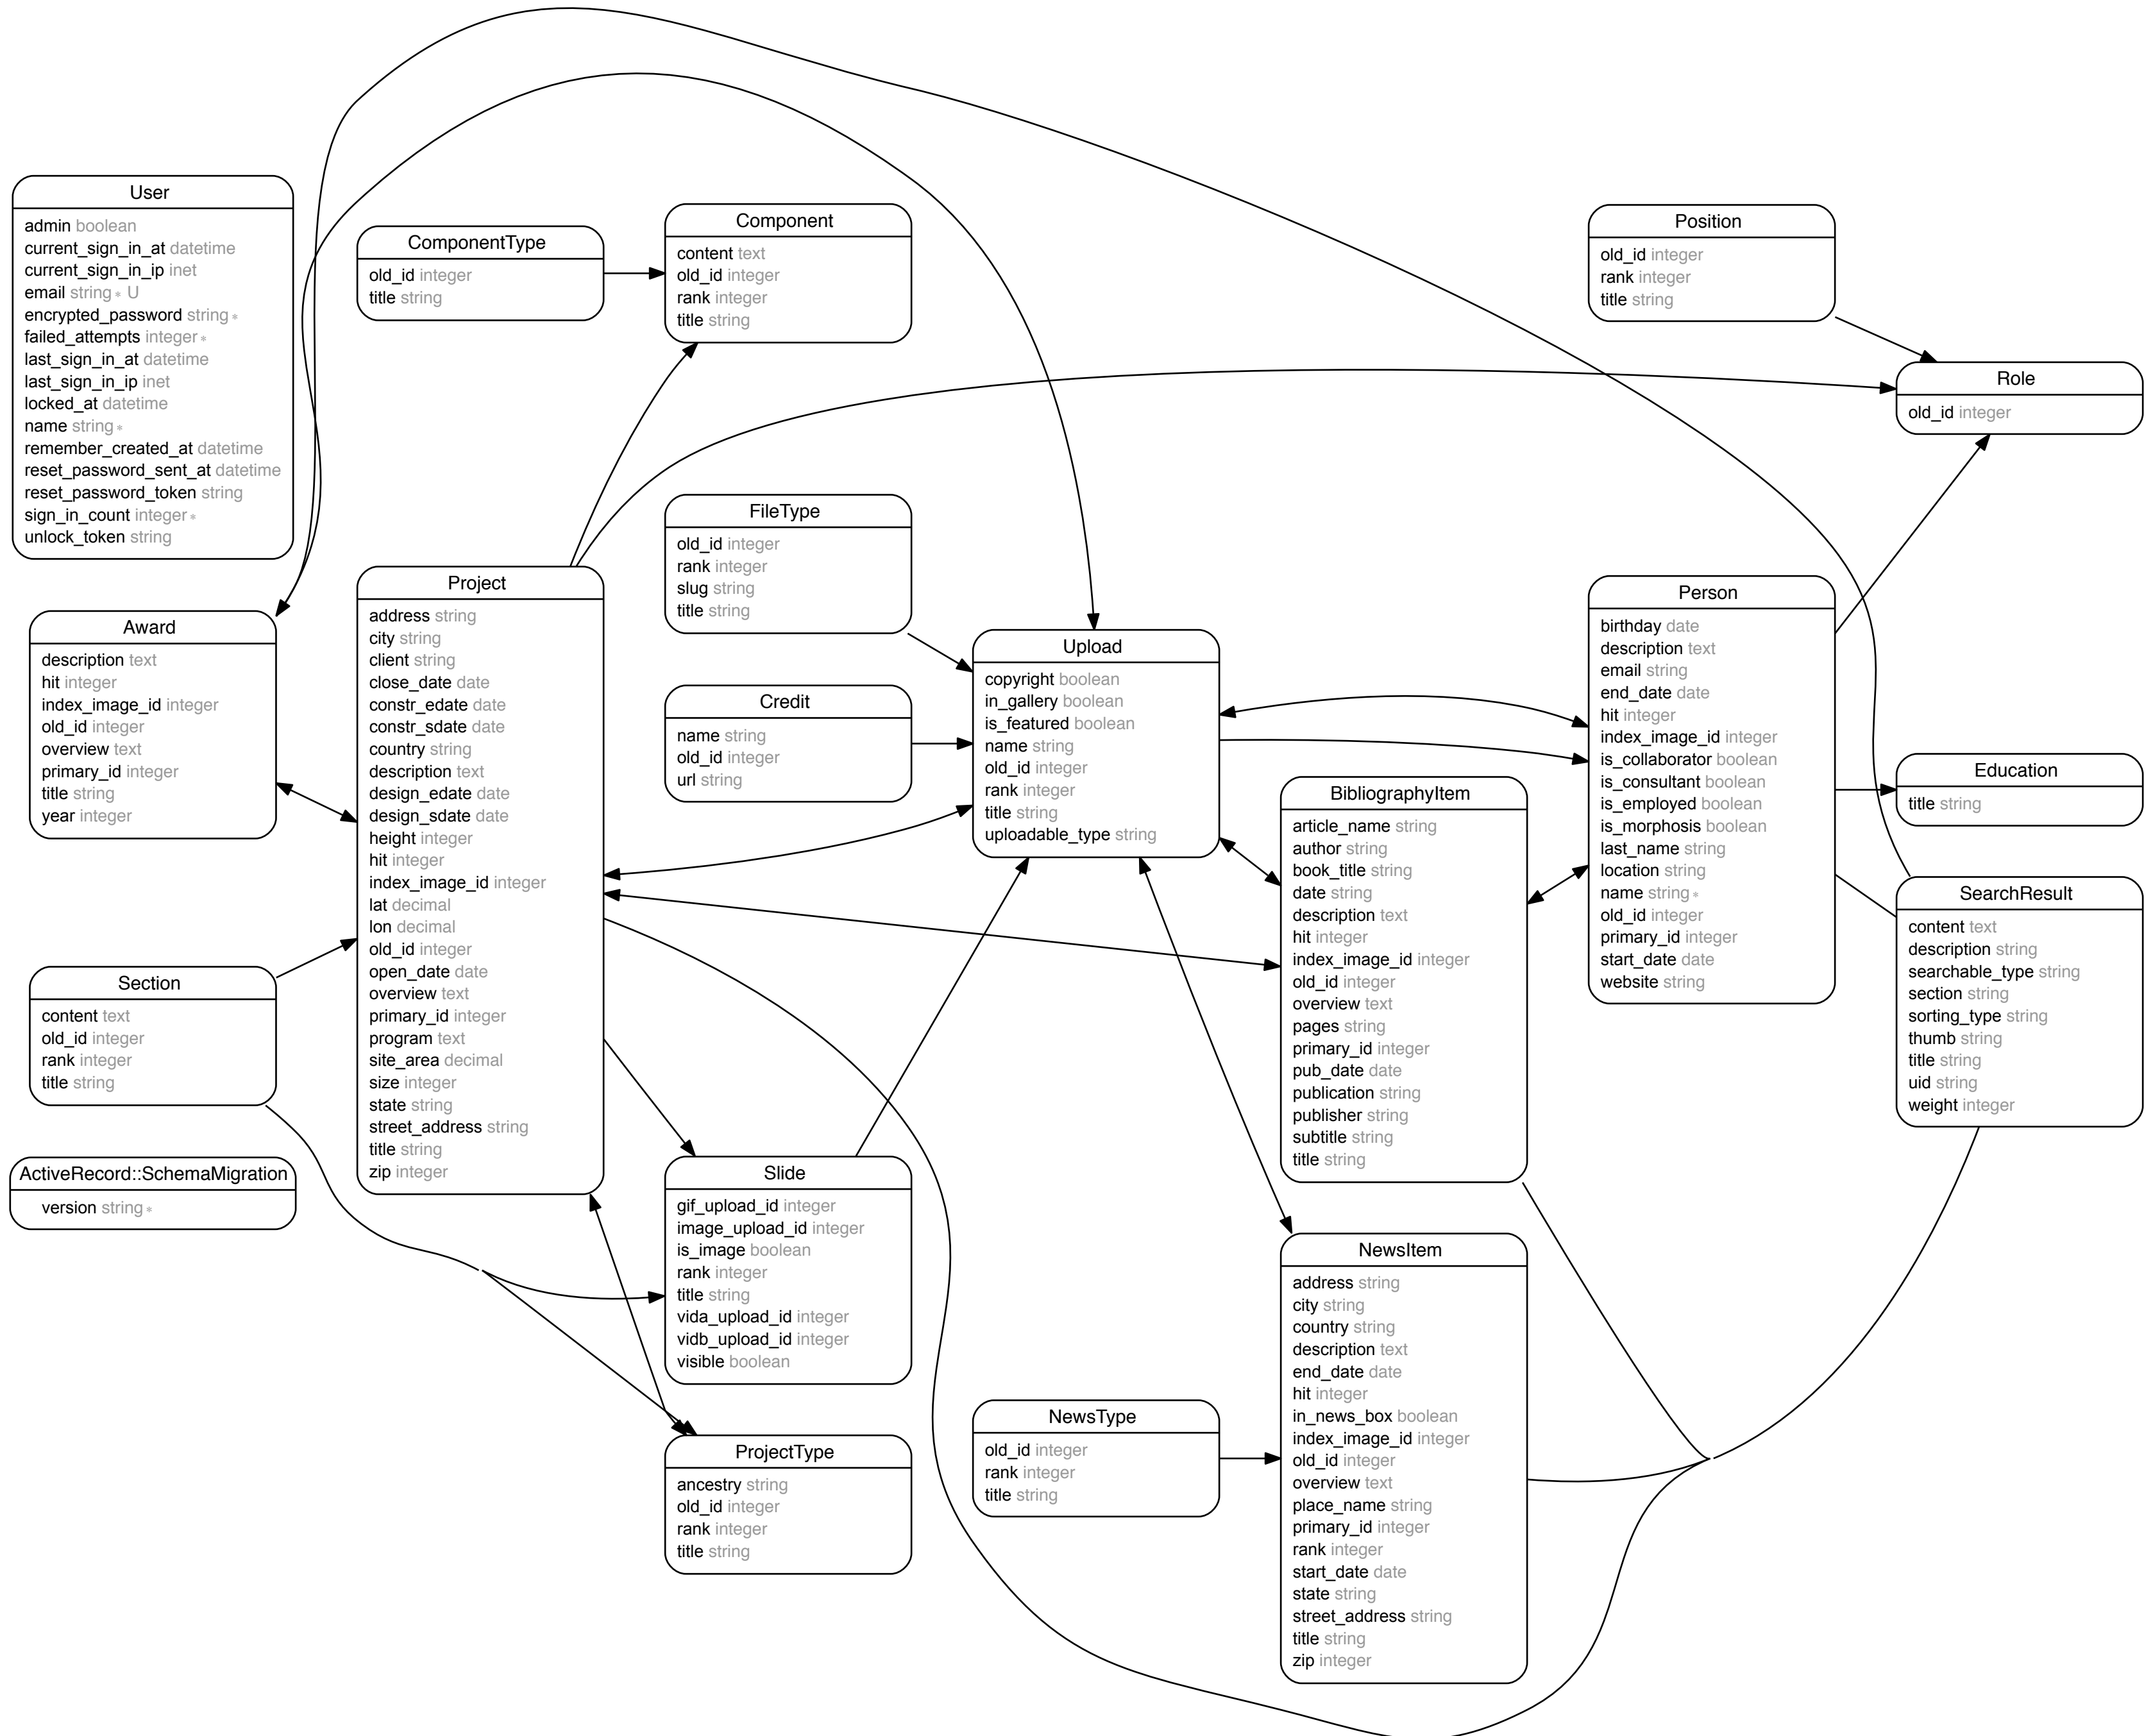 User
admin boolean
current_sign_in_at datetime
current_sign_in_ip inet
email string∗ U
encrypted_password string∗
failed_attempts integer∗
last_sign_in_at datetime
last_sign_in_ip inet
locked_at datetime
name string∗
remember_created_at datetime
reset_password_sent_at datetime
reset_password_token string
sign_in_count integer∗
unlock_token string
Award
description text
hit integer
index_image_id integer
old_id integer
overview text
primary_id integer
title string
year integer
Section
content text
old_id integer
rank integer
title string
ActiveRecord::SchemaMigration
version string∗
ComponentType
old_id integer
title string
Project
address string
city string
client string
close_date date
constr_edate date
constr_sdate date
country string
description text
design_edate date
design_sdate date
height integer
hit integer
index_image_id integer
lat decimal
lon decimal
old_id integer
open_date date
overview text
primary_id integer
program text
site_area decimal
size integer
state string
street_address string
title string
zip integer
Component
content text
old_id integer
rank integer
title string
FileType
old_id integer
rank integer
slug string
title string
Credit
name string
old_id integer
url string
Slide
gif_upload_id integer
image_upload_id integer
is_image boolean
rank integer
title string
vida_upload_id integer
vidb_upload_id integer
visible boolean
ProjectType
ancestry string
old_id integer
rank integer
title string
Upload
copyright boolean
in_gallery boolean
is_featured boolean
name string
old_id integer
rank integer
title string
uploadable_type string
NewsType
old_id integer
rank integer
title string
BibliographyItem
article_name string
author string
book_title string
date string
description text
hit integer
index_image_id integer
old_id integer
overview text
pages string
primary_id integer
pub_date date
publication string
publisher string
subtitle string
title string
NewsItem
address string
city string
country string
description text
end_date date
hit integer
in_news_box boolean
index_image_id integer
old_id integer
overview text
place_name string
primary_id integer
rank integer
start_date date
state string
street_address string
title string
zip integer
Position
old_id integer
rank integer
title string
Person
birthday date
description text
email string
end_date date
hit integer
index_image_id integer
is_collaborator boolean
is_consultant boolean
is_employed boolean
is_morphosis boolean
last_name string
location string
name string∗
old_id integer
primary_id integer
start_date date
website string
Role
old_id integer
Education
title string
SearchResult
content text
description string
searchable_type string
section string
sorting_type string
thumb string
title string
uid string
weight integer